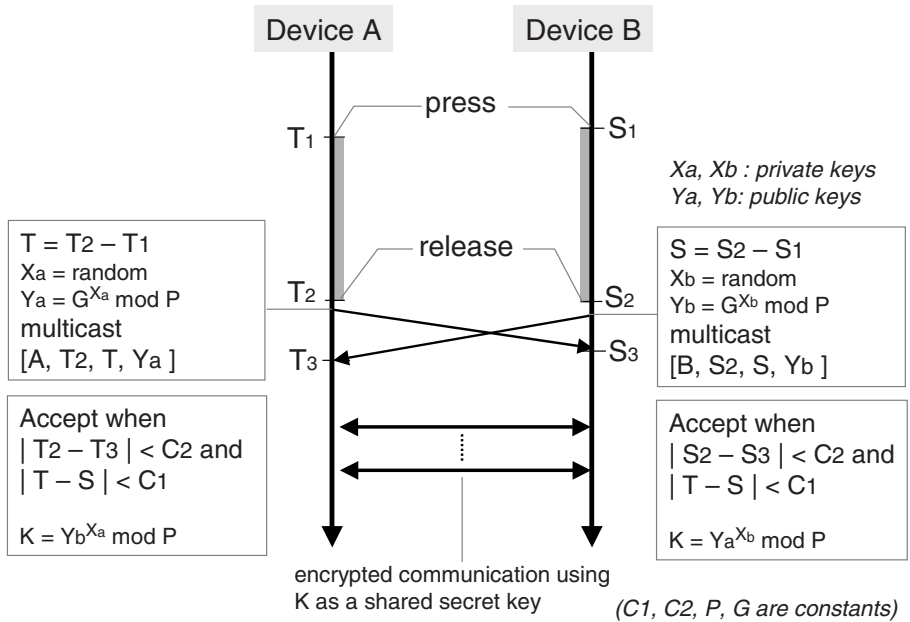 Device A
Device B
press
T1
S1
Xa, Xb : private keys
Ya, Yb: public keys
T = T2 – T1
Xa = random
Ya = G^Xa mod P
multicast
[A, T2, T, Ya ]
release
S = S2 – S1
Xb = random
Yb = G^Xb mod P
multicast
[B, S2, S, Yb ]
T2
S2
T3
S3
Accept when
| T2 – T3 | < C2 and
| T – S | < C1
K = Yb^Xa mod P
Accept when
| S2 – S3 | < C2 and
| T – S | < C1
K = Ya^Xb mod P
encrypted communication using
K as a shared secret key
(C1, C2, P, G are constants)